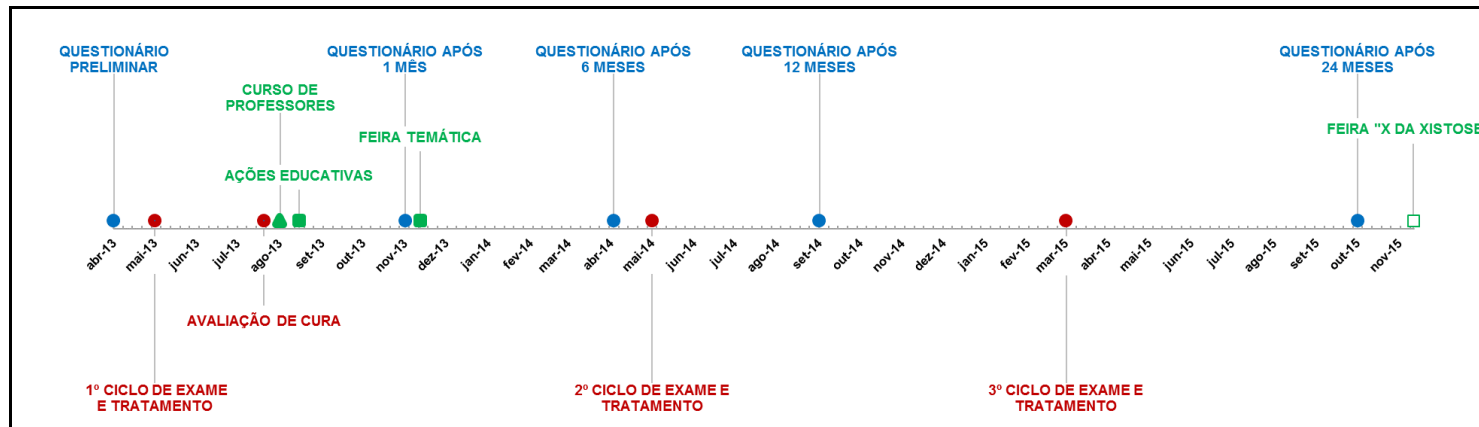 QUESTIONÁRIO
PRELIMINAR
QUESTIONÁRIO APÓS
1 MÊS
QUESTIONÁRIO APÓS
6 MESES
QUESTIONÁRIO APÓS
12 MESES
QUESTIONÁRIO APÓS
24 MESES
CURSO DE
PROFESSORES
FEIRA TEMÁTICA
FEIRA "X DA XISTOSE
AÇÕES EDUCATIVAS
abr-13
mai-13
jun-13
jul-13
ago-13
set-13
out-13
nov-13
dez-13
jan-14
fev-14
mar-14
abr-14
mai-14
jun-14
jul-14
ago-14
set-14
out-14
nov-14
dez-14
jan-15
fev-15
mar-15
abr-15
mai-15
jun-15
jul-15
ago-15
set-15
out-15
nov-15
AVALIAÇÃO DE CURA
1º CICLO DE EXAME
E TRATAMENTO
2º CICLO DE EXAME E
TRATAMENTO
3º CICLO DE EXAME E
TRATAMENTO